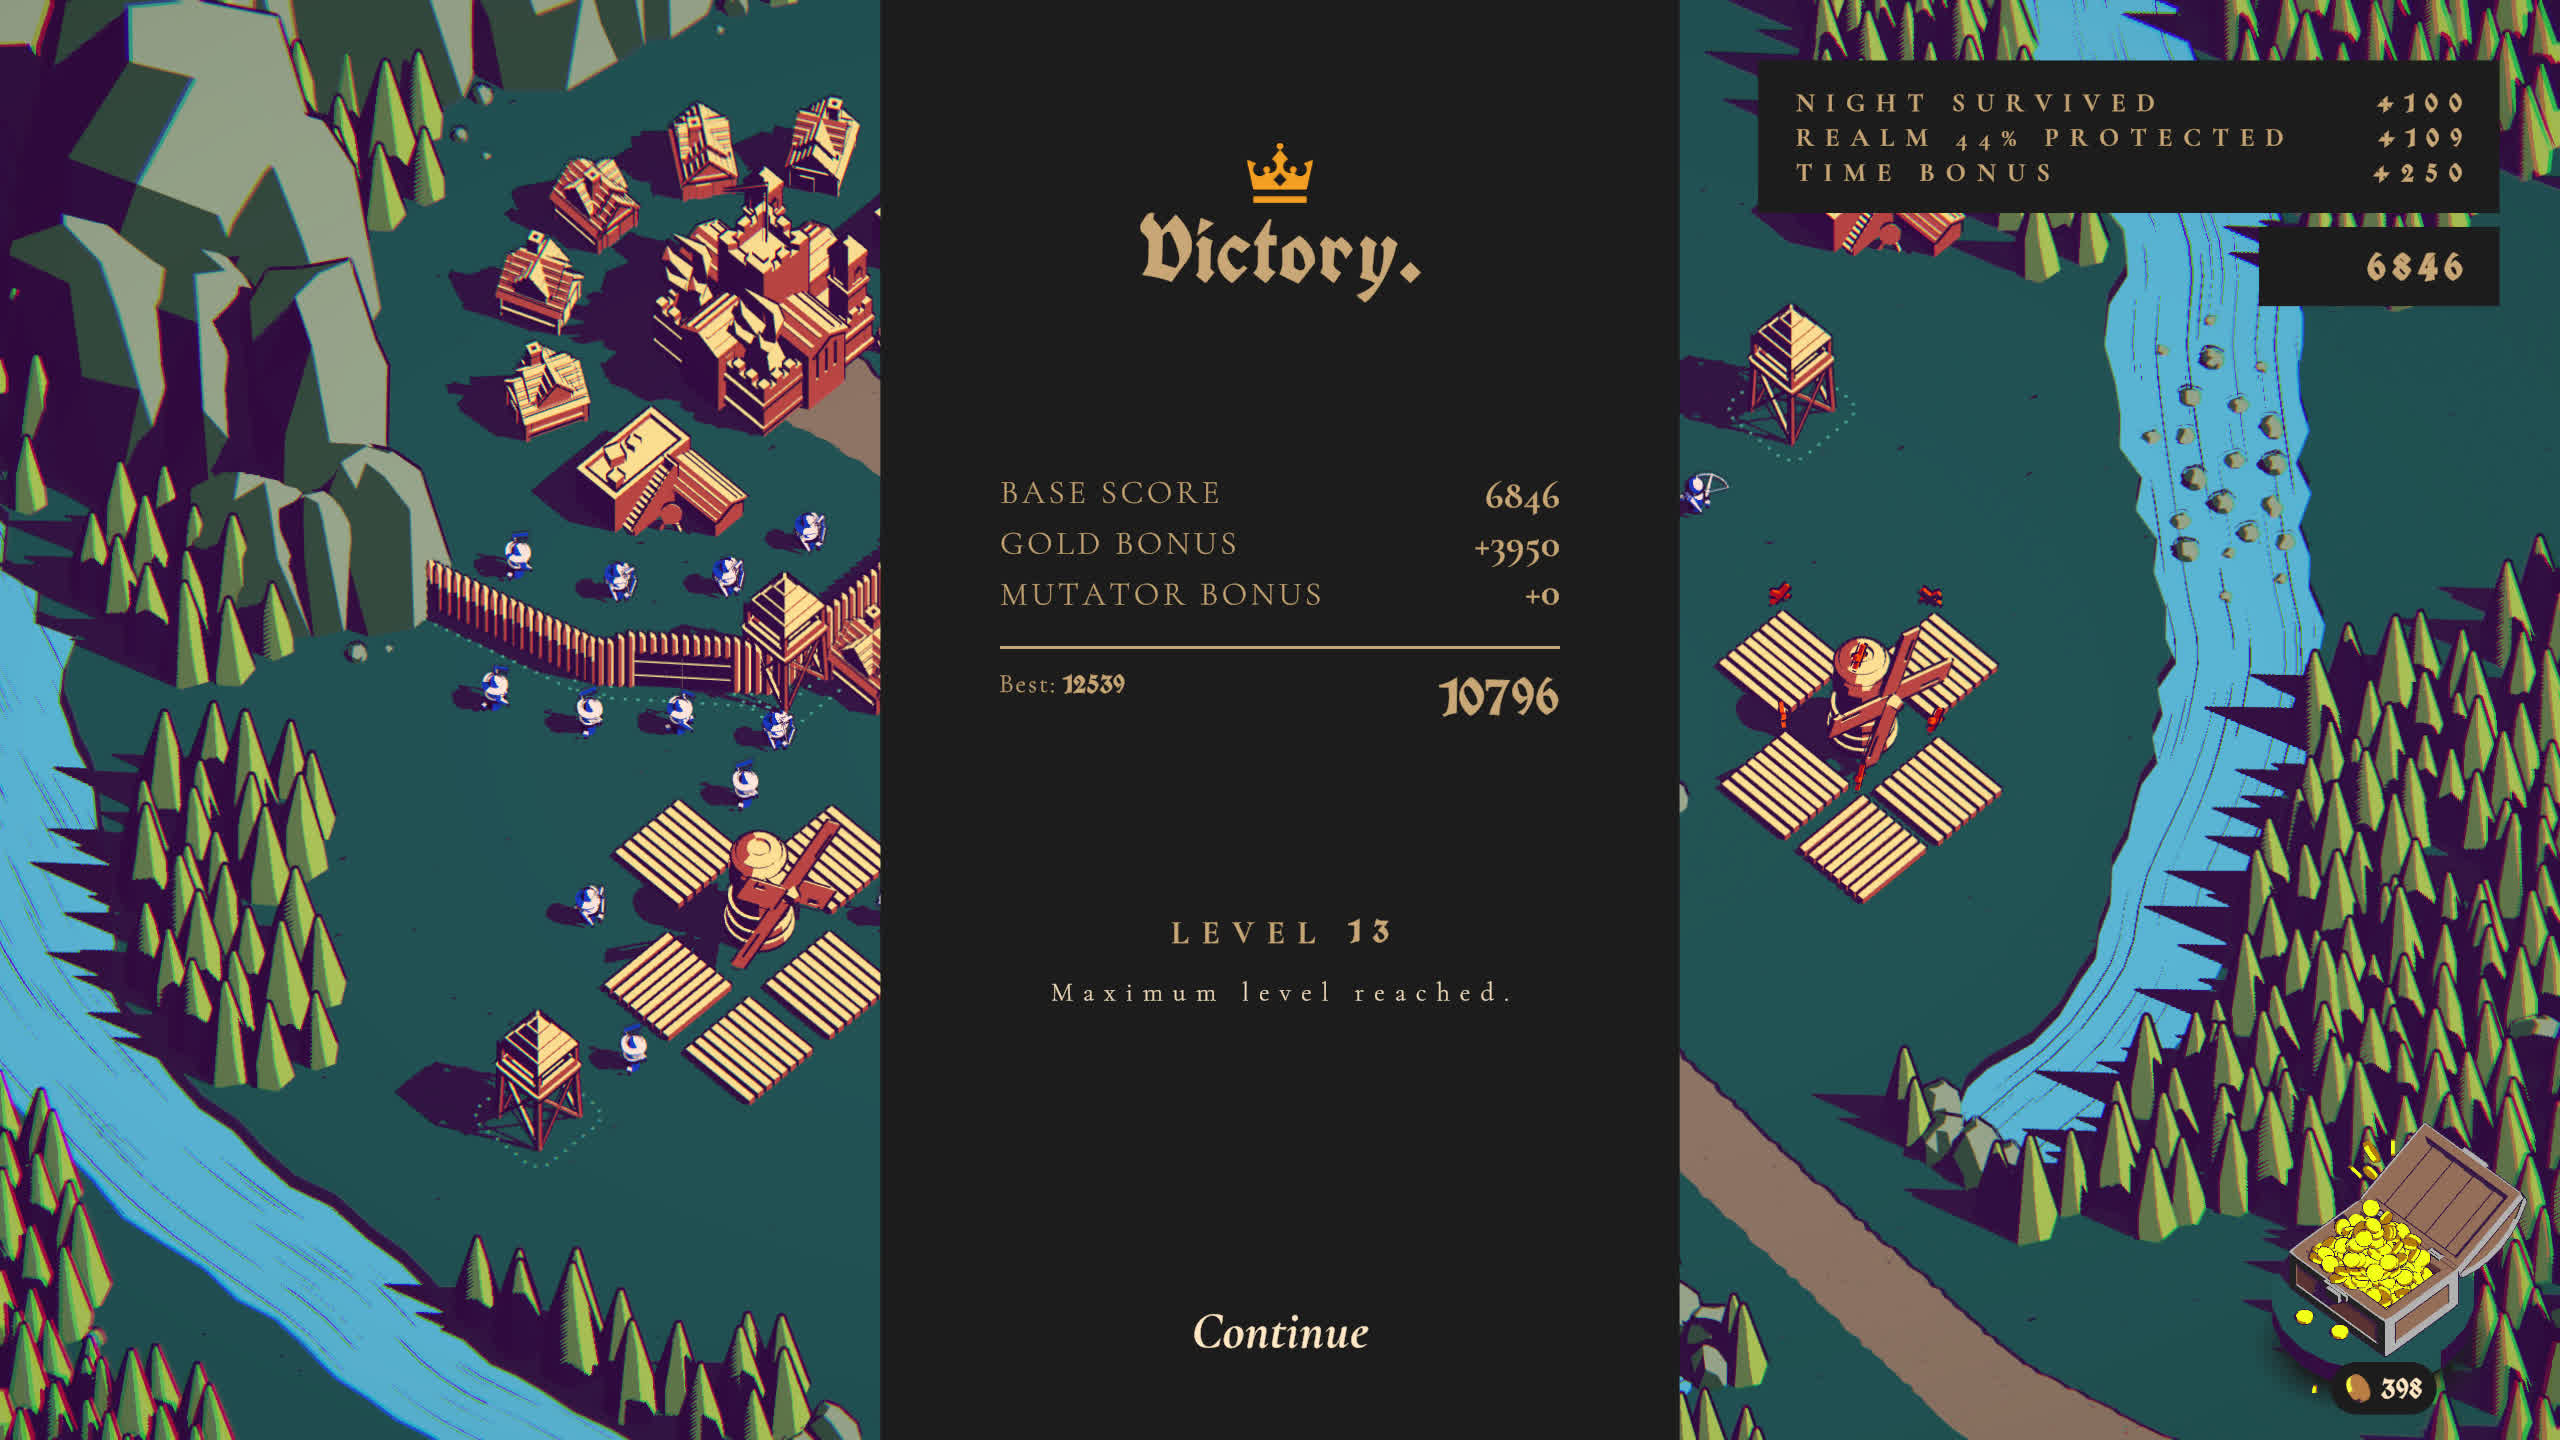 Victory.
BASE SCORE 6846
GOLD BONUS +3950
MUTATOR BONUS +0
Best: 12539 10796
LEVEL 13
Maximum level reached.
Continue
NIGHT SURVIVED +100
REALM 44% PROTECTED +109
TIME BONUS +250
6846
398